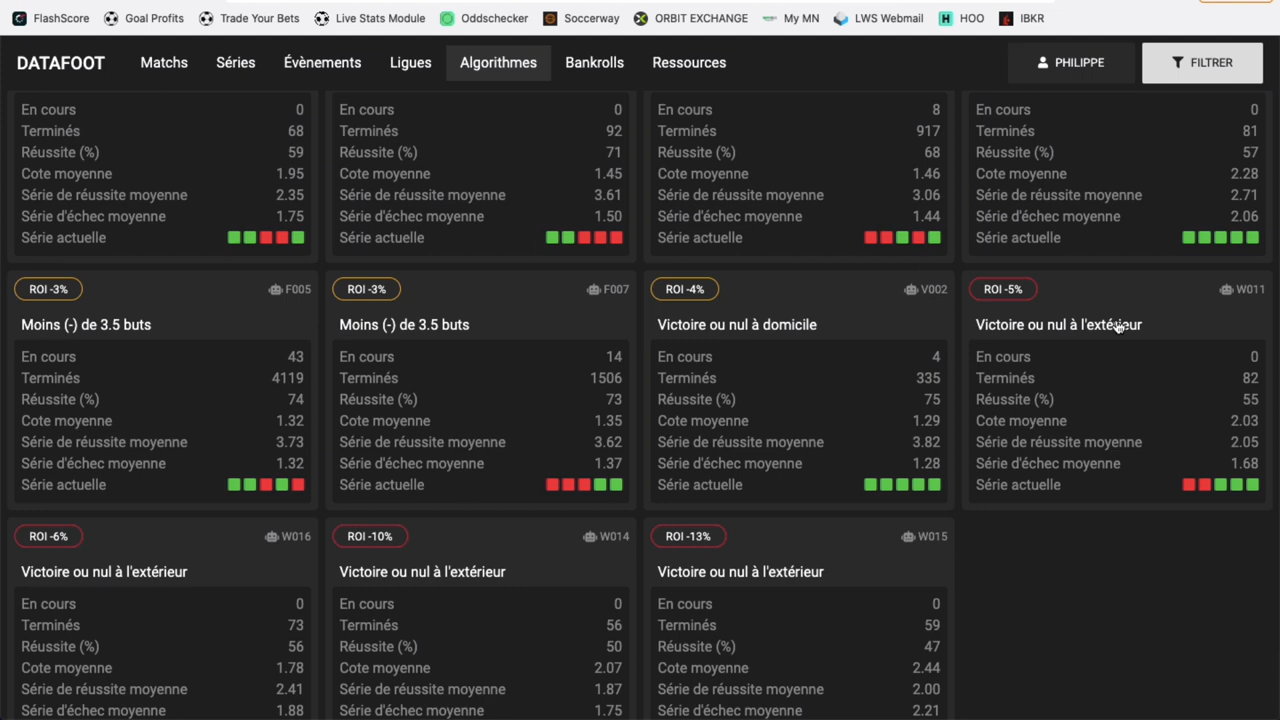 FlashScore Goal Profits Trade Your Bets Live Stats Module Oddschecker Soccerway ORBIT EXCHANGE My MN LWS Webmail HOO IBKR
DATAFOOT Matchs Séries Évènements Ligues Algorithmes Bankrolls Ressources PHILIPPE FILTRER
En cours 0
Terminés 68
Réussite (%) 59
Cote moyenne 1.95
Série de réussite moyenne 2.35
Série d'échec moyenne 1.75
Série actuelle
En cours 0
Terminés 92
Réussite (%) 71
Cote moyenne 1.45
Série de réussite moyenne 3.61
Série d'échec moyenne 1.50
Série actuelle
En cours 8
Terminés 917
Réussite (%) 68
Cote moyenne 1.46
Série de réussite moyenne 3.06
Série d'échec moyenne 1.44
Série actuelle
En cours 0
Terminés 81
Réussite (%) 57
Cote moyenne 2.28
Série de réussite moyenne 2.71
Série d'échec moyenne 2.06
Série actuelle
ROI -3% F005
Moins (-) de 3.5 buts
En cours 43
Terminés 4119
Réussite (%) 74
Cote moyenne 1.32
Série de réussite moyenne 3.73
Série d'échec moyenne 1.32
Série actuelle
ROI -3% F007
Moins (-) de 3.5 buts
En cours 14
Terminés 1506
Réussite (%) 73
Cote moyenne 1.35
Série de réussite moyenne 3.62
Série d'échec moyenne 1.37
Série actuelle
ROI -4% V002
Victoire ou nul à domicile
En cours 4
Terminés 335
Réussite (%) 75
Cote moyenne 1.29
Série de réussite moyenne 3.82
Série d'échec moyenne 1.28
Série actuelle
ROI -5% W011
Victoire ou nul à l'extérieur
En cours 0
Terminés 82
Réussite (%) 55
Cote moyenne 2.03
Série de réussite moyenne 2.05
Série d'échec moyenne 1.68
Série actuelle
ROI -6% W016
Victoire ou nul à l'extérieur
En cours 0
Terminés 73
Réussite (%) 56
Cote moyenne 1.78
Série de réussite moyenne 2.41
Série d'échec moyenne 1.88
ROI -10% W014
Victoire ou nul à l'extérieur
En cours 0
Terminés 56
Réussite (%) 50
Cote moyenne 2.07
Série de réussite moyenne 1.87
Série d'échec moyenne 1.75
ROI -13% W015
Victoire ou nul à l'extérieur
En cours 0
Terminés 59
Réussite (%) 47
Cote moyenne 2.44
Série de réussite moyenne 2.00
Série d'échec moyenne 2.21